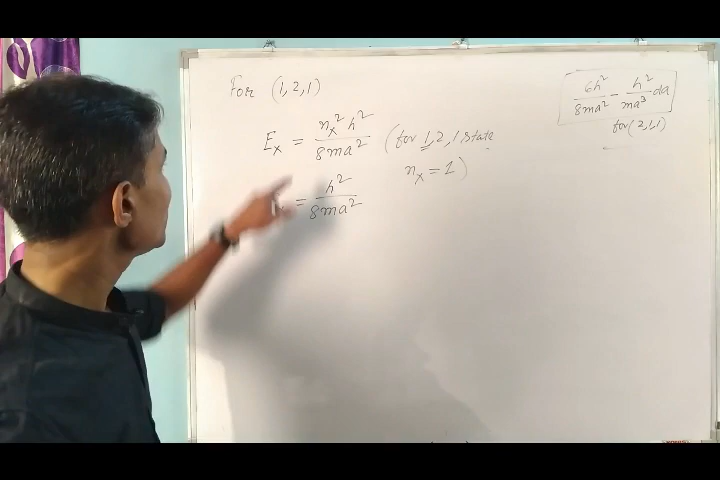 For (1,2,1)
6h²/8ma² - h²/ma³ da
for (2,1,1)
Eₓ = nₓ² h²/8ma² (for 1,2,1 state
nₓ = 1)
= h²/8ma²